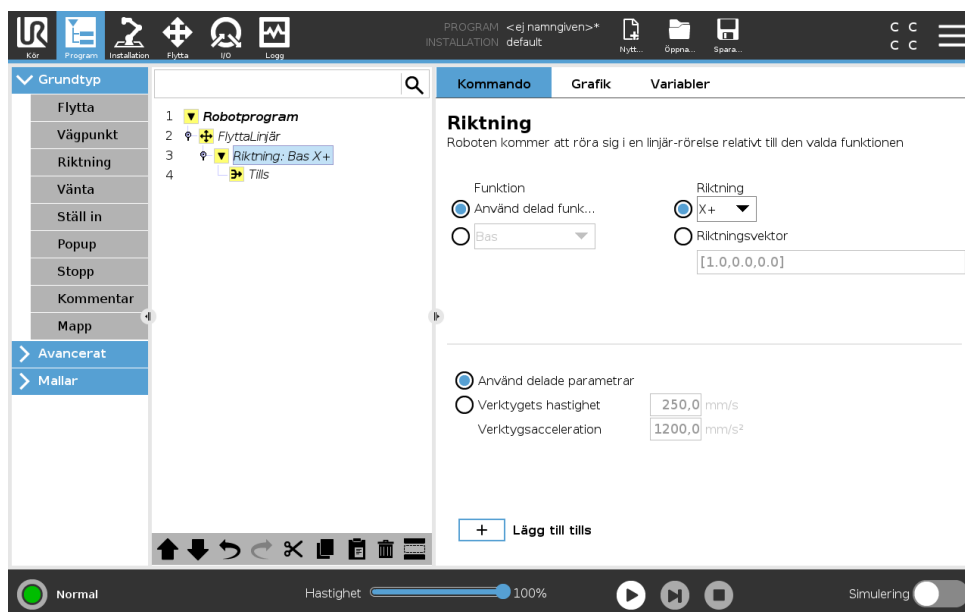 UR
Kör
Program
Installation
Flytta
I/O
Logg
PROGRAM <ej namngiven>*
INSTALLATION default
Nytt...
Öppna...
Spara...
C C
C C
Grundtyp
Flytta
Vägpunkt
Riktning
Vänta
Ställ in
Popup
Stopp
Kommentar
Mapp
Avancerat
Mallar
1 Robotprogram
2 FlyttaLinjär
3 Riktning: Bas X+
4 Tills
Kommando Grafik Variabler
Riktning
Roboten kommer att röra sig i en linjär-rörelse relativt till den valda funktionen
Funktion
Använd delad funk...
Bas
Riktning
X+
Riktningsvektor
[1.0,0.0,0.0]
Använd delade parametrar
Verktygets hastighet 250,0 mm/s
Verktygsacceleration 1200,0 mm/s²
+ Lägg till tills
Normal
Hastighet 100%
Simulering